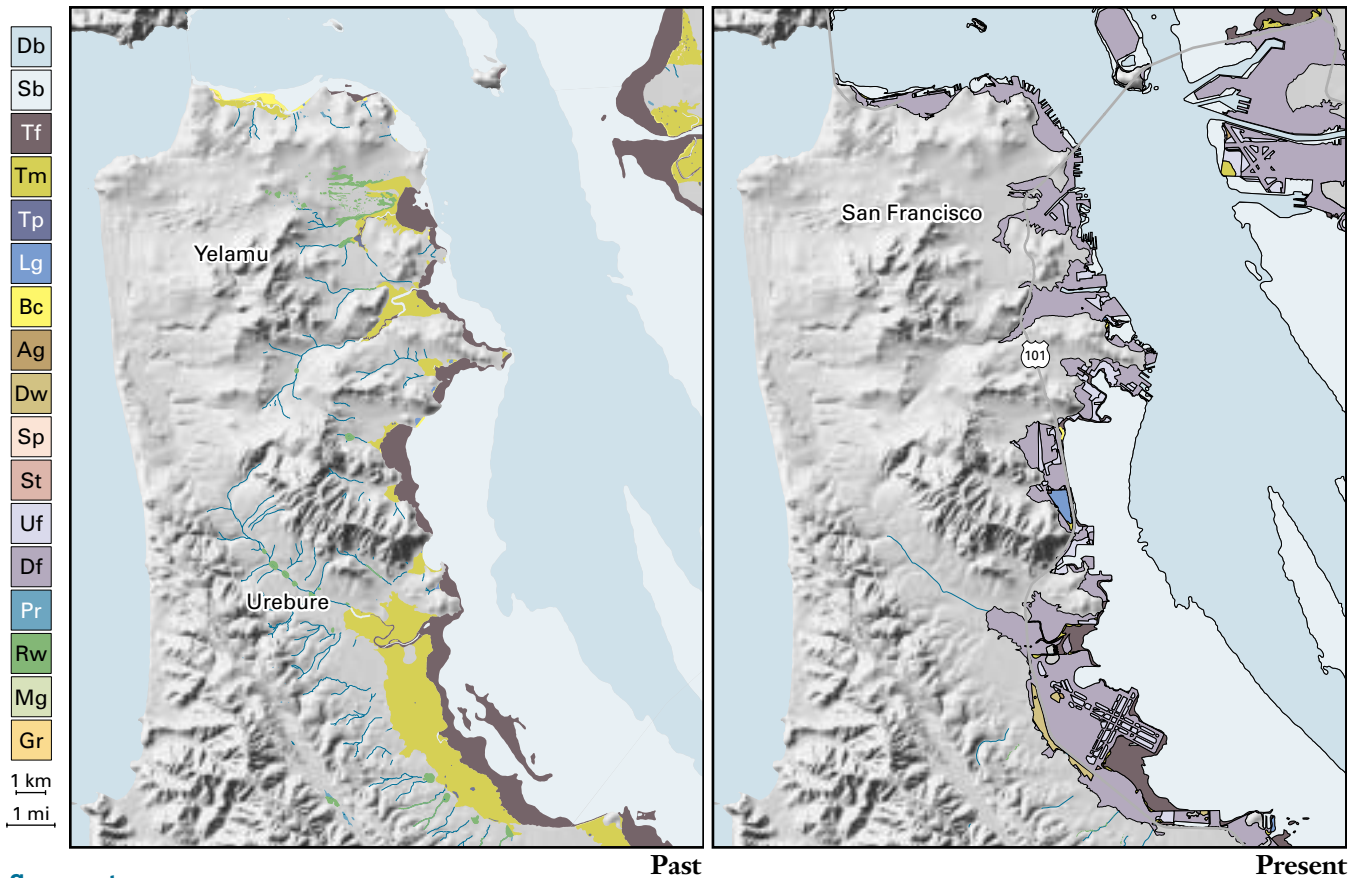 Db
Sb
Tf
Tm
Tp
Lg
Bc
Ag
Dw
Sp
St
Uf
Df
Pr
Rw
Mg
Gr
1 km
1 mi
Yelamu
Urebure
Past
San Francisco
101
Present